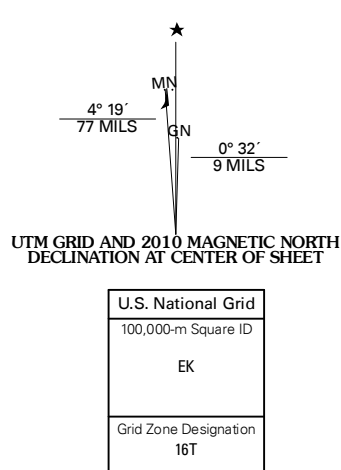 ★
MN
4° 19´
77 MILS
GN
0° 32´
9 MILS
UTM GRID AND 2010 MAGNETIC NORTH
DECLINATION AT CENTER OF SHEET
U.S. National Grid
100,000-m Square ID
EK
Grid Zone Designation
16T